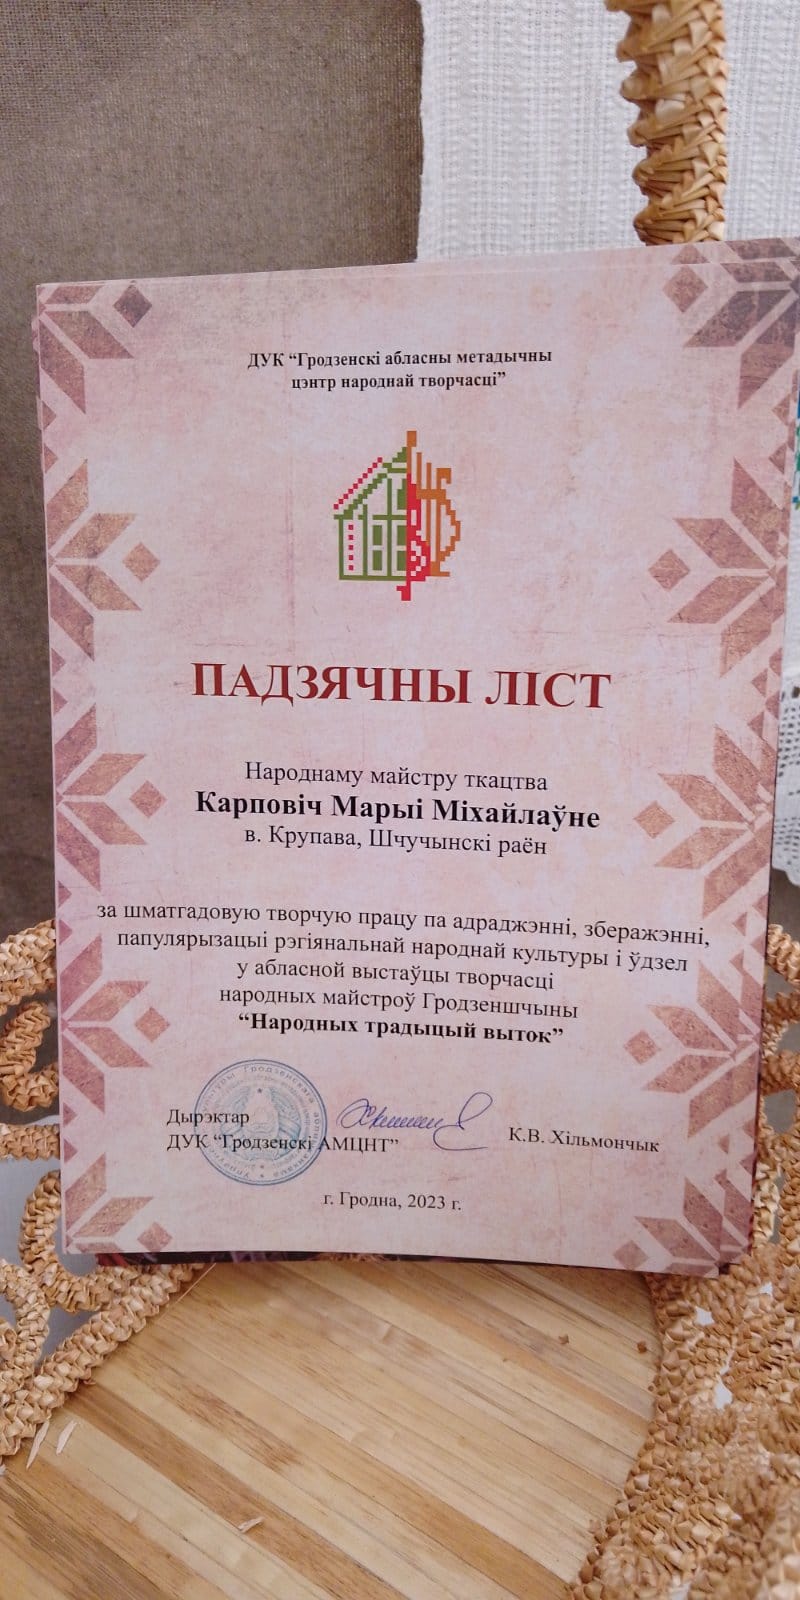 ДУК “Гродзенскі абласны метадычны
цэнтр народнай творчасці”
ПАДЗЯЧНЫ ЛІСТ
Народнаму майстру ткацтва
Карповіч Марыі Міхайлаўне
в. Крупава, Шчучынскі раён
за шматгадовую творчую працу па адраджэнні, зберажэнні,
папулярызацыі рэгіянальнай народнай культуры і ўдзел
у абласной выстаўцы творчасці
народных майстроў Гродзеншчыны
“Народных традыцый выток”
Дырэктар
ДУК “Гродзенскі АМЦНТ”
К.В. Хільмончык
г. Гродна, 2023 г.